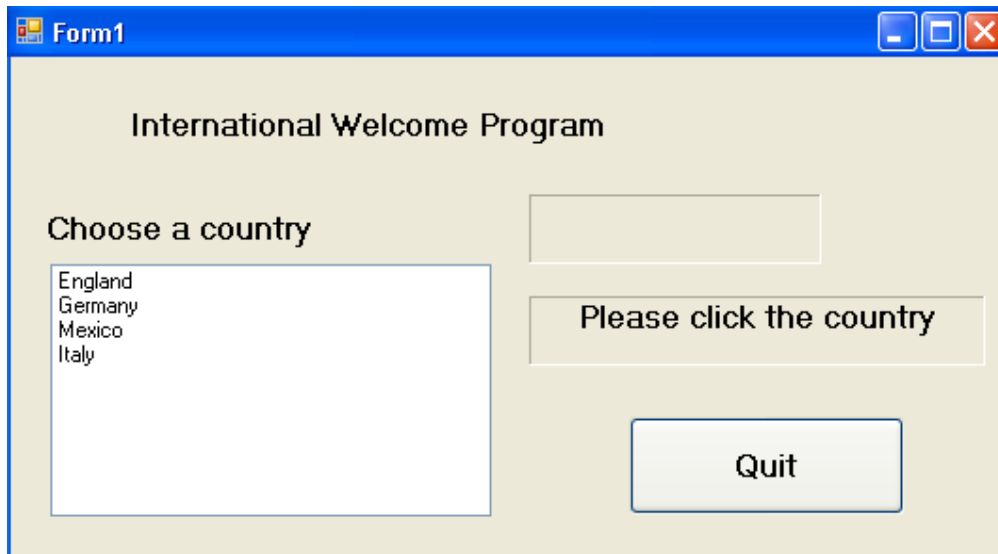 Form1
International Welcome Program
Choose a country
England
Germany
Mexico
Italy
Please click the country
Quit